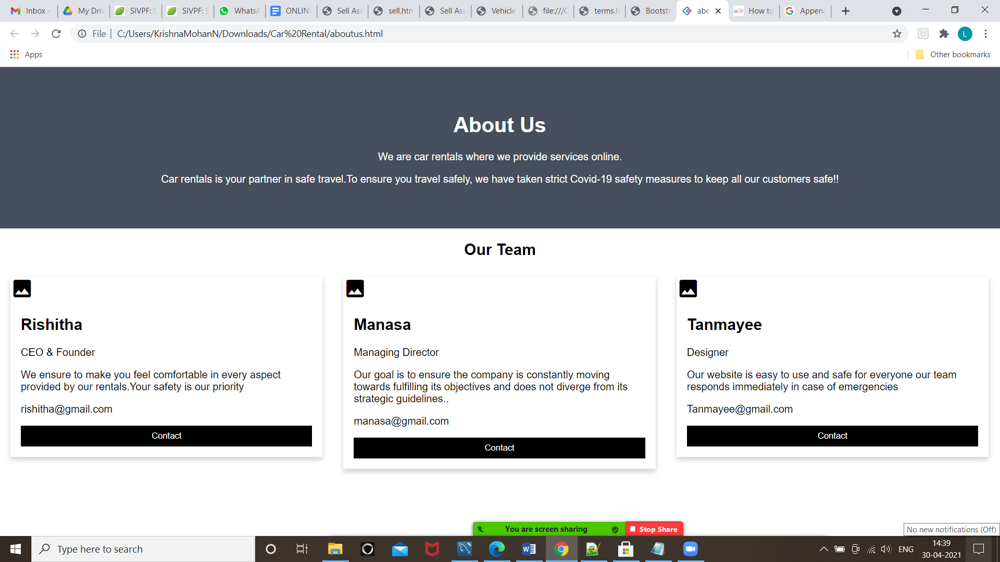 Inbox -
My Driv
SIVPF: S
SIVPF: S
WhatsA
ONLINE
Sell Ass
sell.htm
Sell Ass
Vehicle
file:///C
terms.h
Bootstr
abo
w3r
How to
Appenc
File
C:/Users/KrishnaMohanN/Downloads/Car%20Rental/aboutus.html
L
Apps
Other bookmarks
About Us
We are car rentals where we provide services online.
Car rentals is your partner in safe travel.To ensure you travel safely, we have taken strict Covid-19 safety measures to keep all our customers safe!!
Our Team
Rishitha
CEO & Founder
We ensure to make you feel comfortable in every aspect
provided by our rentals.Your safety is our priority
rishitha@gmail.com
Contact
Manasa
Managing Director
Our goal is to ensure the company is constantly moving
towards fulfilling its objectives and does not diverge from its
strategic guidelines..
manasa@gmail.com
Contact
Tanmayee
Designer
Our website is easy to use and safe for everyone our team
responds immediately in case of emergencies
Tanmayee@gmail.com
Contact
You are screen sharing
Stop Share
No new notifications (Off)
Type here to search
ENG
14:39
30-04-2021